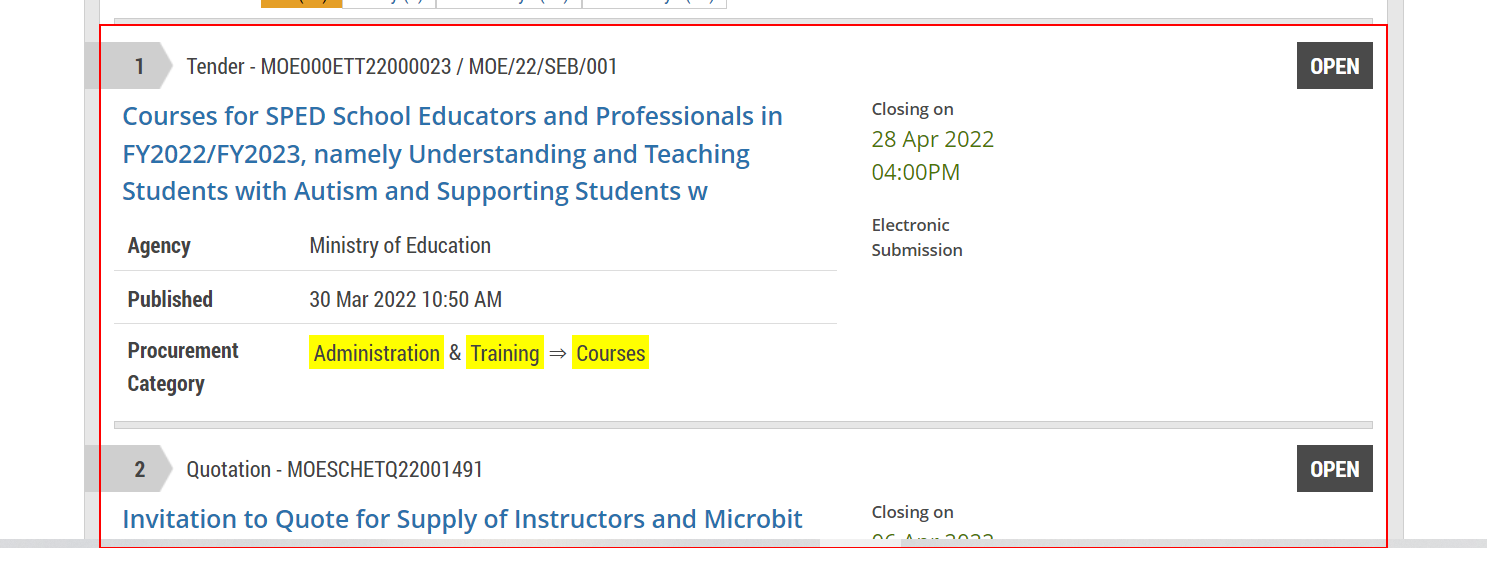 1
Tender - MOE000ETT22000023 / MOE/22/SEB/001
OPEN
Courses for SPED School Educators and Professionals in
FY2022/FY2023, namely Understanding and Teaching
Students with Autism and Supporting Students w
Closing on
28 Apr 2022
04:00PM
Electronic
Submission
Agency
Ministry of Education
Published
30 Mar 2022 10:50 AM
Procurement
Category
Administration & Training ⇒ Courses
2
Quotation - MOESCHETQ22001491
OPEN
Invitation to Quote for Supply of Instructors and Microbit
Closing on
06 Apr 2022